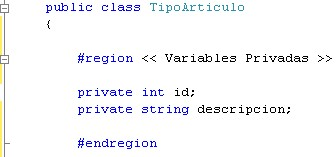 public class TipoArticulo
{
#region << Variables Privadas >>
private int id;
private string descripcion;
#endregion